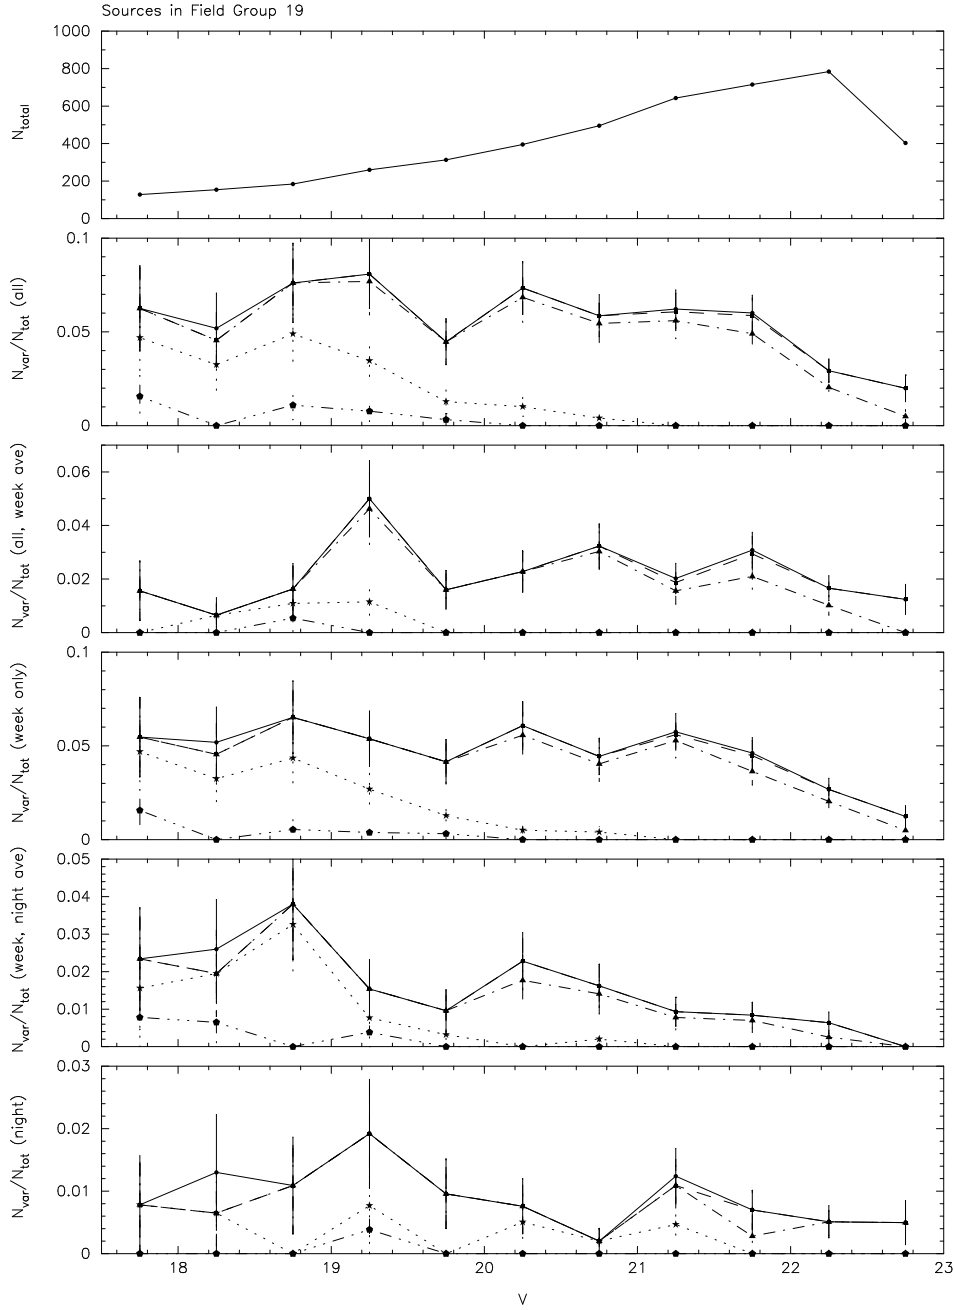 Sources in Field Group 19
1000
800
600
400
200
0
N_total
0.1
0.05
0
N_var/N_tot (all)
0.06
0.04
0.02
0
N_var/N_tot (all, week ave)
0.1
0.05
0
N_var/N_tot (week only)
0.05
0.04
0.03
0.02
0.01
0
N_var/N_tot (week, night ave)
0.03
0.02
0.01
0
N_var/N_tot (night)
18 19 20 21 22 23
V